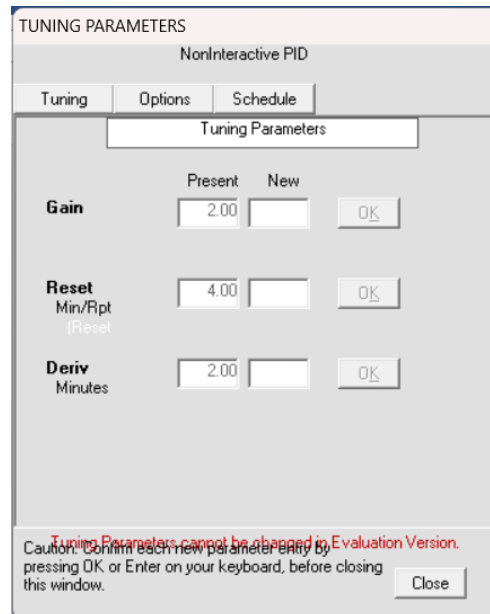 TUNING PARAMETERS
NonInteractive PID
Tuning Options Schedule
Tuning Parameters
Present New
Gain 2.00 OK
Reset 4.00 OK
Min/Rpt
(Reset
Deriv 2.00 OK
Minutes
Tuning Parameters cannot be changed in Evaluation Version.
Caution: Confirm each new parameter entry by
pressing OK or Enter on your keyboard, before closing
this window.
Close